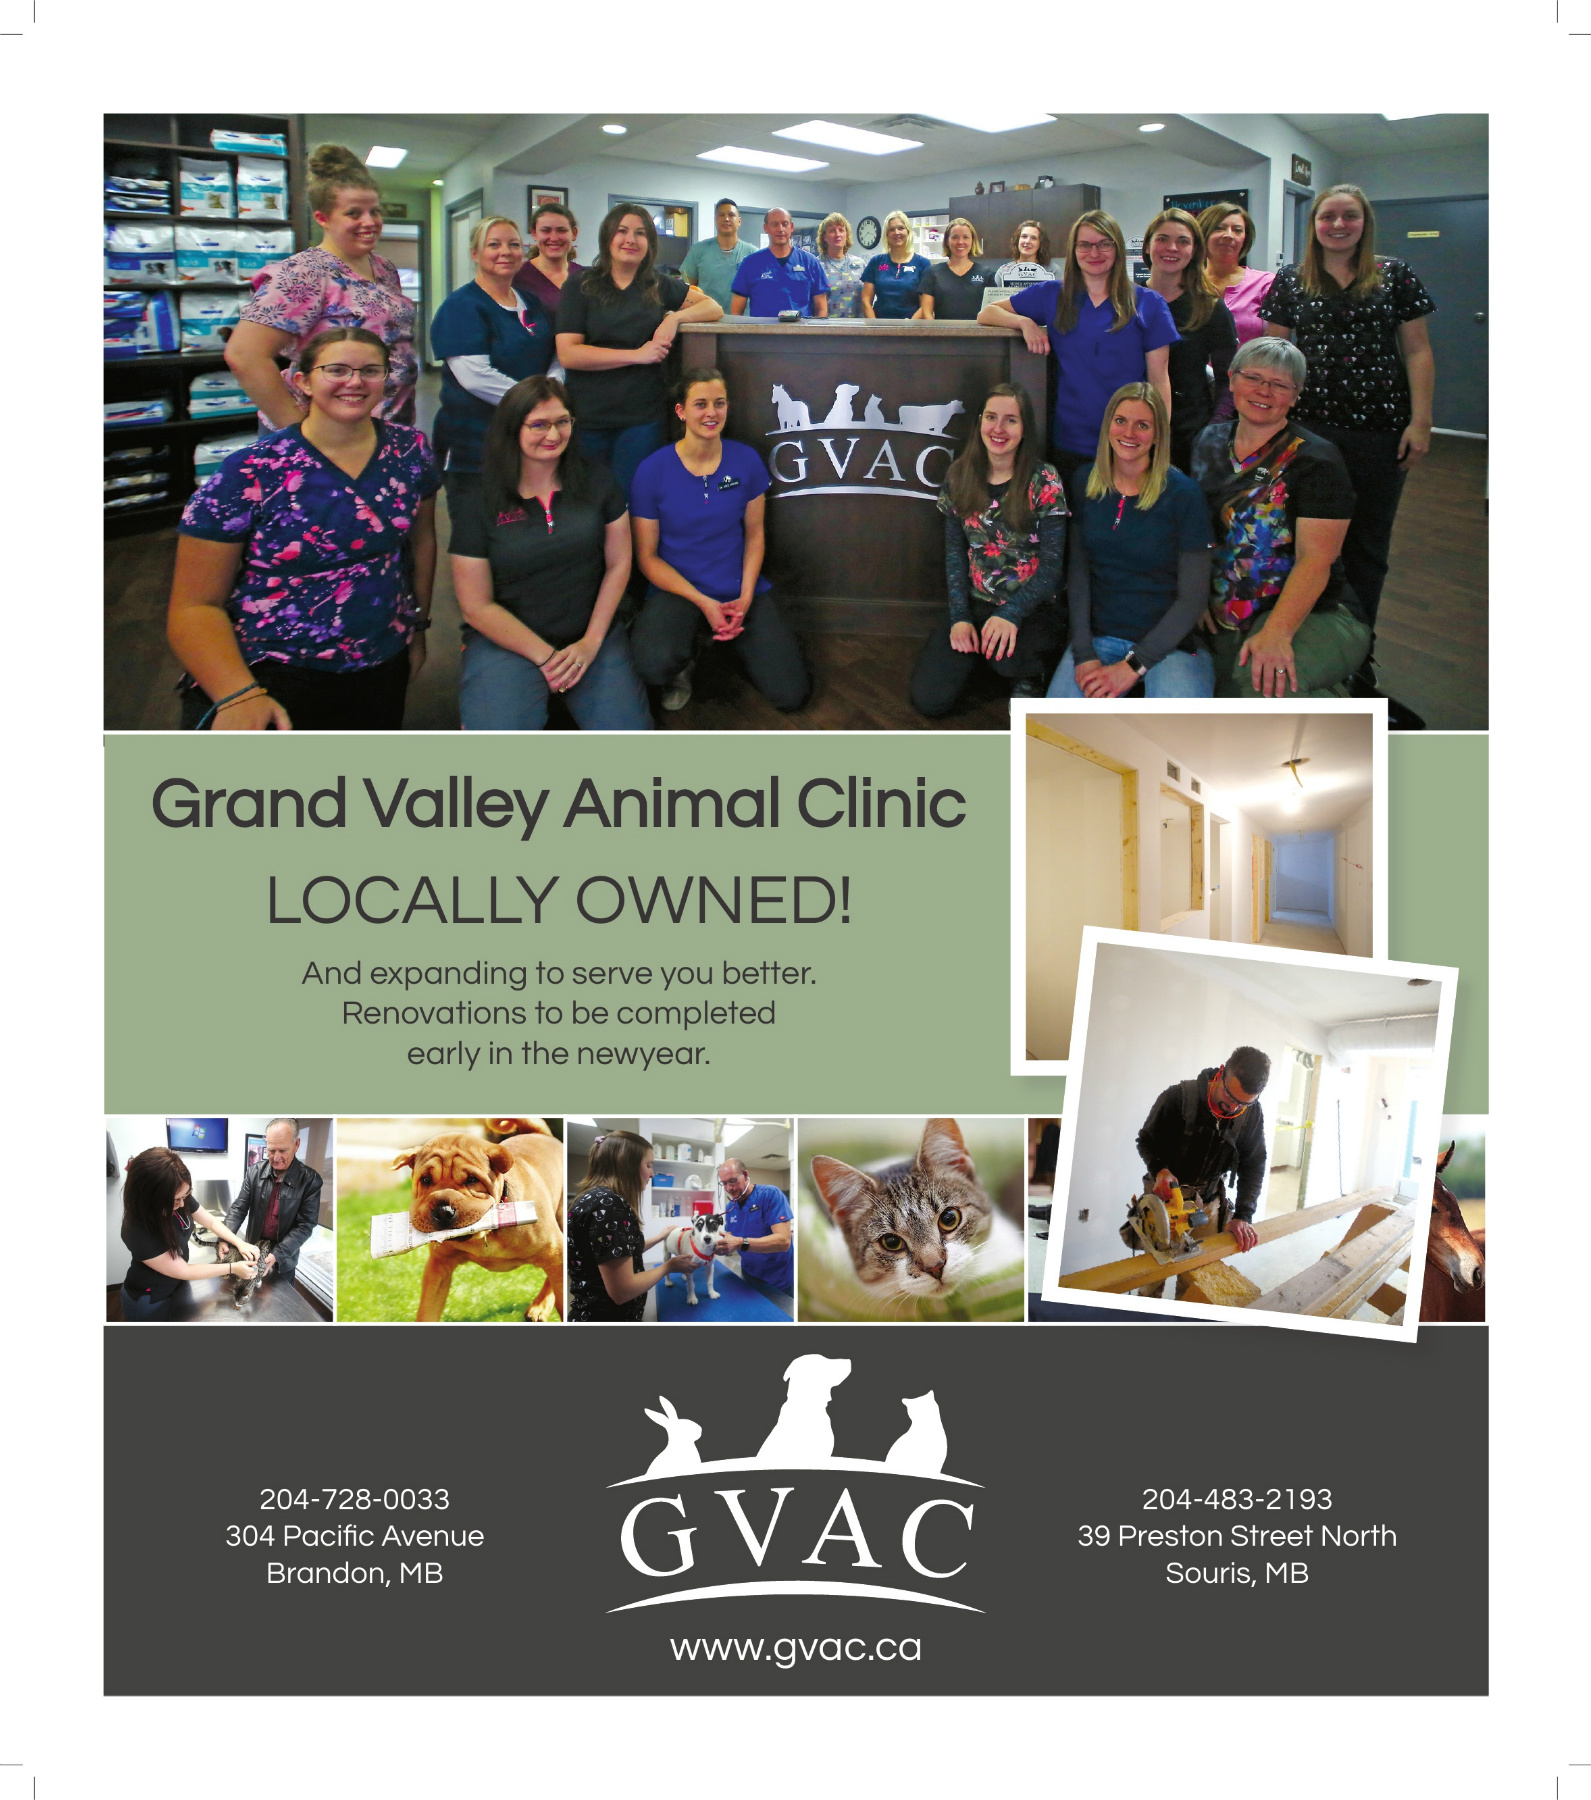 GVAC
GVAC
Grand Valley Animal Clinic
LOCALLY OWNED!
And expanding to serve you better.
Renovations to be completed
early in the newyear.
GVAC
204-728-0033
304 Pacific Avenue
Brandon, MB
204-483-2193
39 Preston Street North
Souris, MB
www.gvac.ca